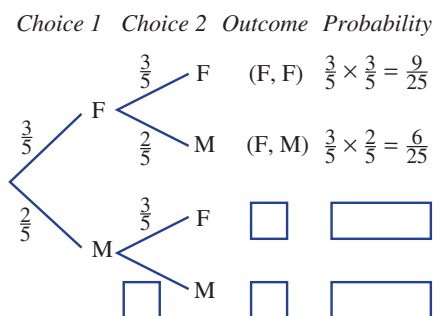 Choice 1 Choice 2 Outcome Probability
3/5 F (F, F) 3/5 × 3/5 = 9/25
F
3/5 2/5 M (F, M) 3/5 × 2/5 = 6/25
2/5 3/5 F
M
M